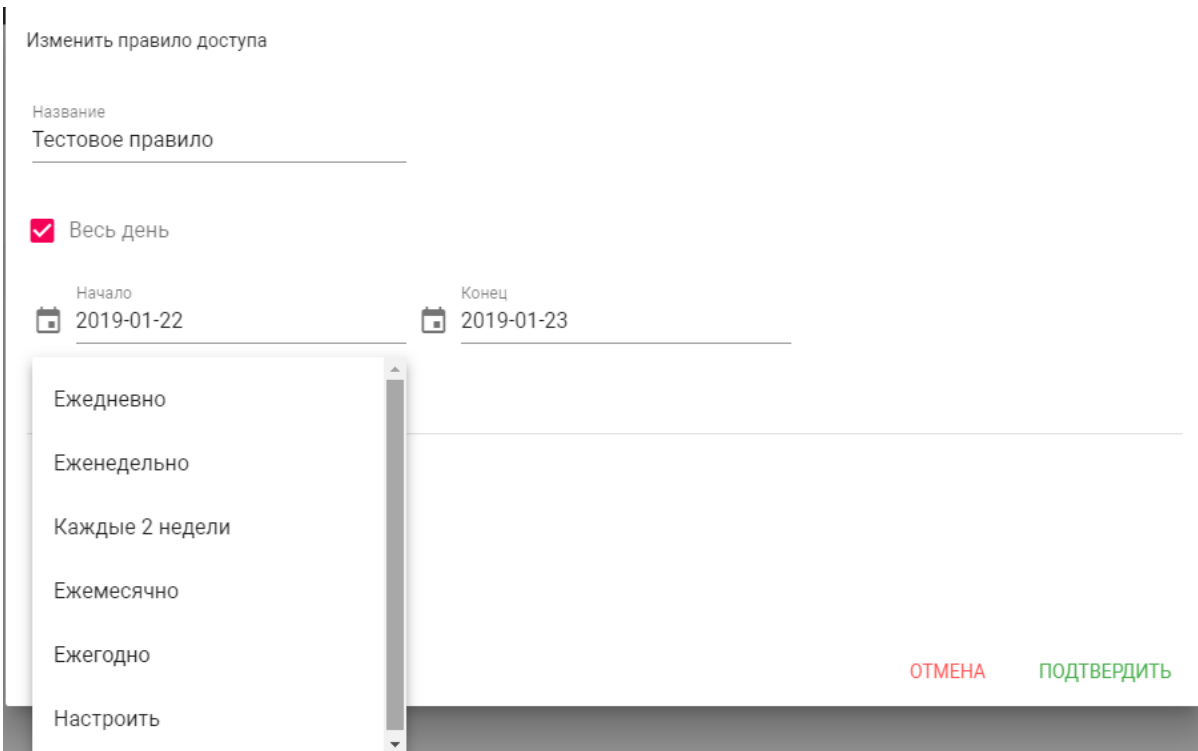 Изменить правило доступа
Название
Тестовое правило
Весь день
Начало
Конец
2019-01-22
2019-01-23
Ежедневно
Еженедельно
Каждые 2 недели
Ежемесячно
Ежегодно
Настроить
ОТМЕНА
ПОДТВЕРДИТЬ